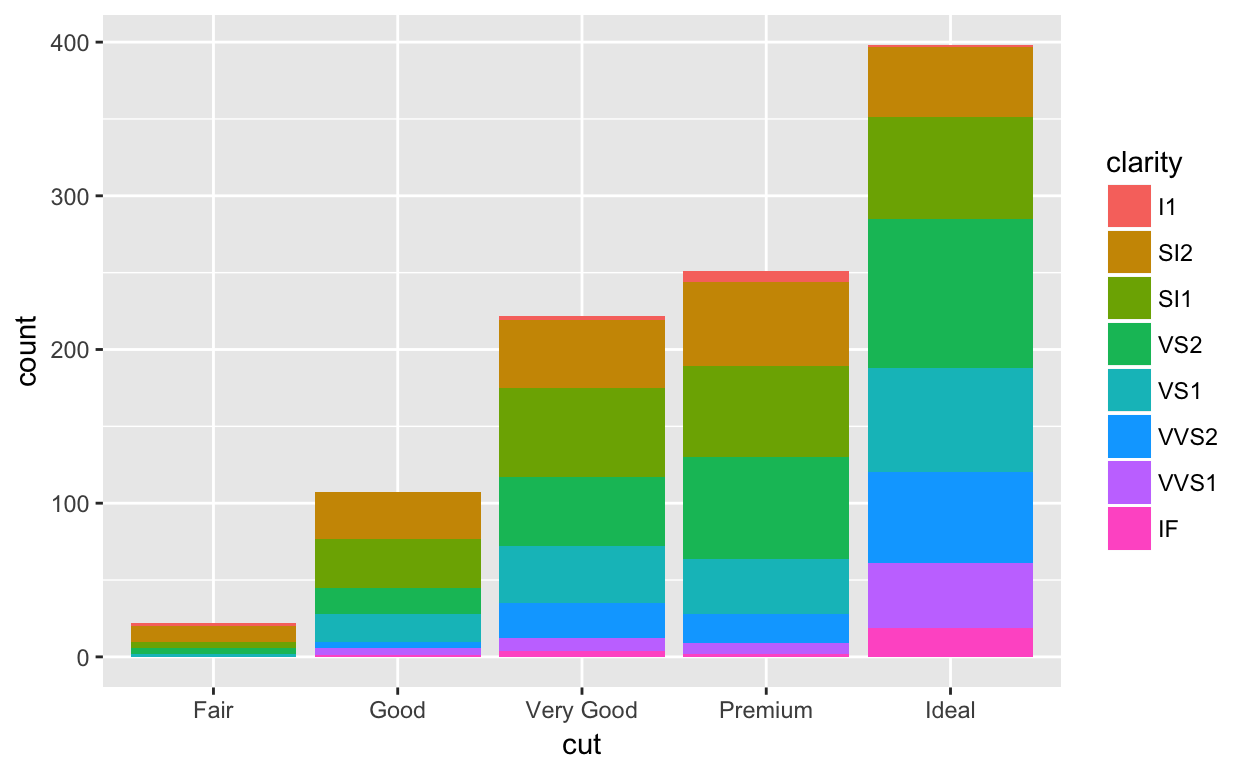 400
300
200
100
0
count
Fair Good Very Good Premium Ideal
cut
clarity
I1
SI2
SI1
VS2
VS1
VVS2
VVS1
IF